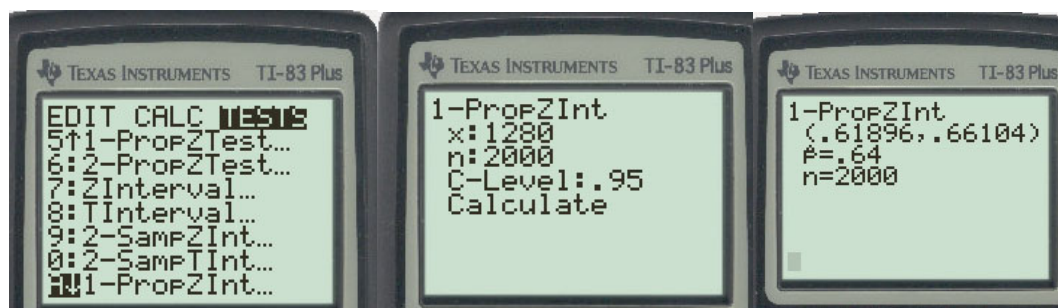 TEXAS INSTRUMENTS TI-83 Plus
EDIT CALC TESTS
5↑1-PropZTest…
6:2-PropZTest…
7:ZInterval…
8:TInterval…
9:2-SampZInt…
0:2-SampTInt…
A↓1-PropZInt…
TEXAS INSTRUMENTS TI-83 Plus
1-PropZInt
x:1280
n:2000
C-Level:.95
Calculate
TEXAS INSTRUMENTS TI-83 Plus
1-PropZInt
(.61896,.66104)
p̂=.64
n=2000